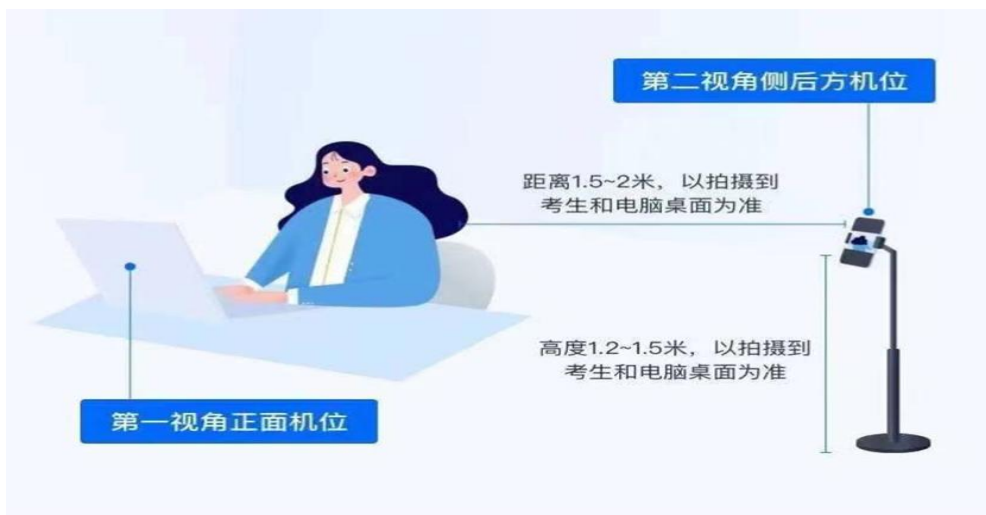 第二视角侧后方机位
距离1.5~2米，以拍摄到
考生和电脑桌面为准
高度1.2~1.5米，以拍摄到
考生和电脑桌面为准
第一视角正面机位